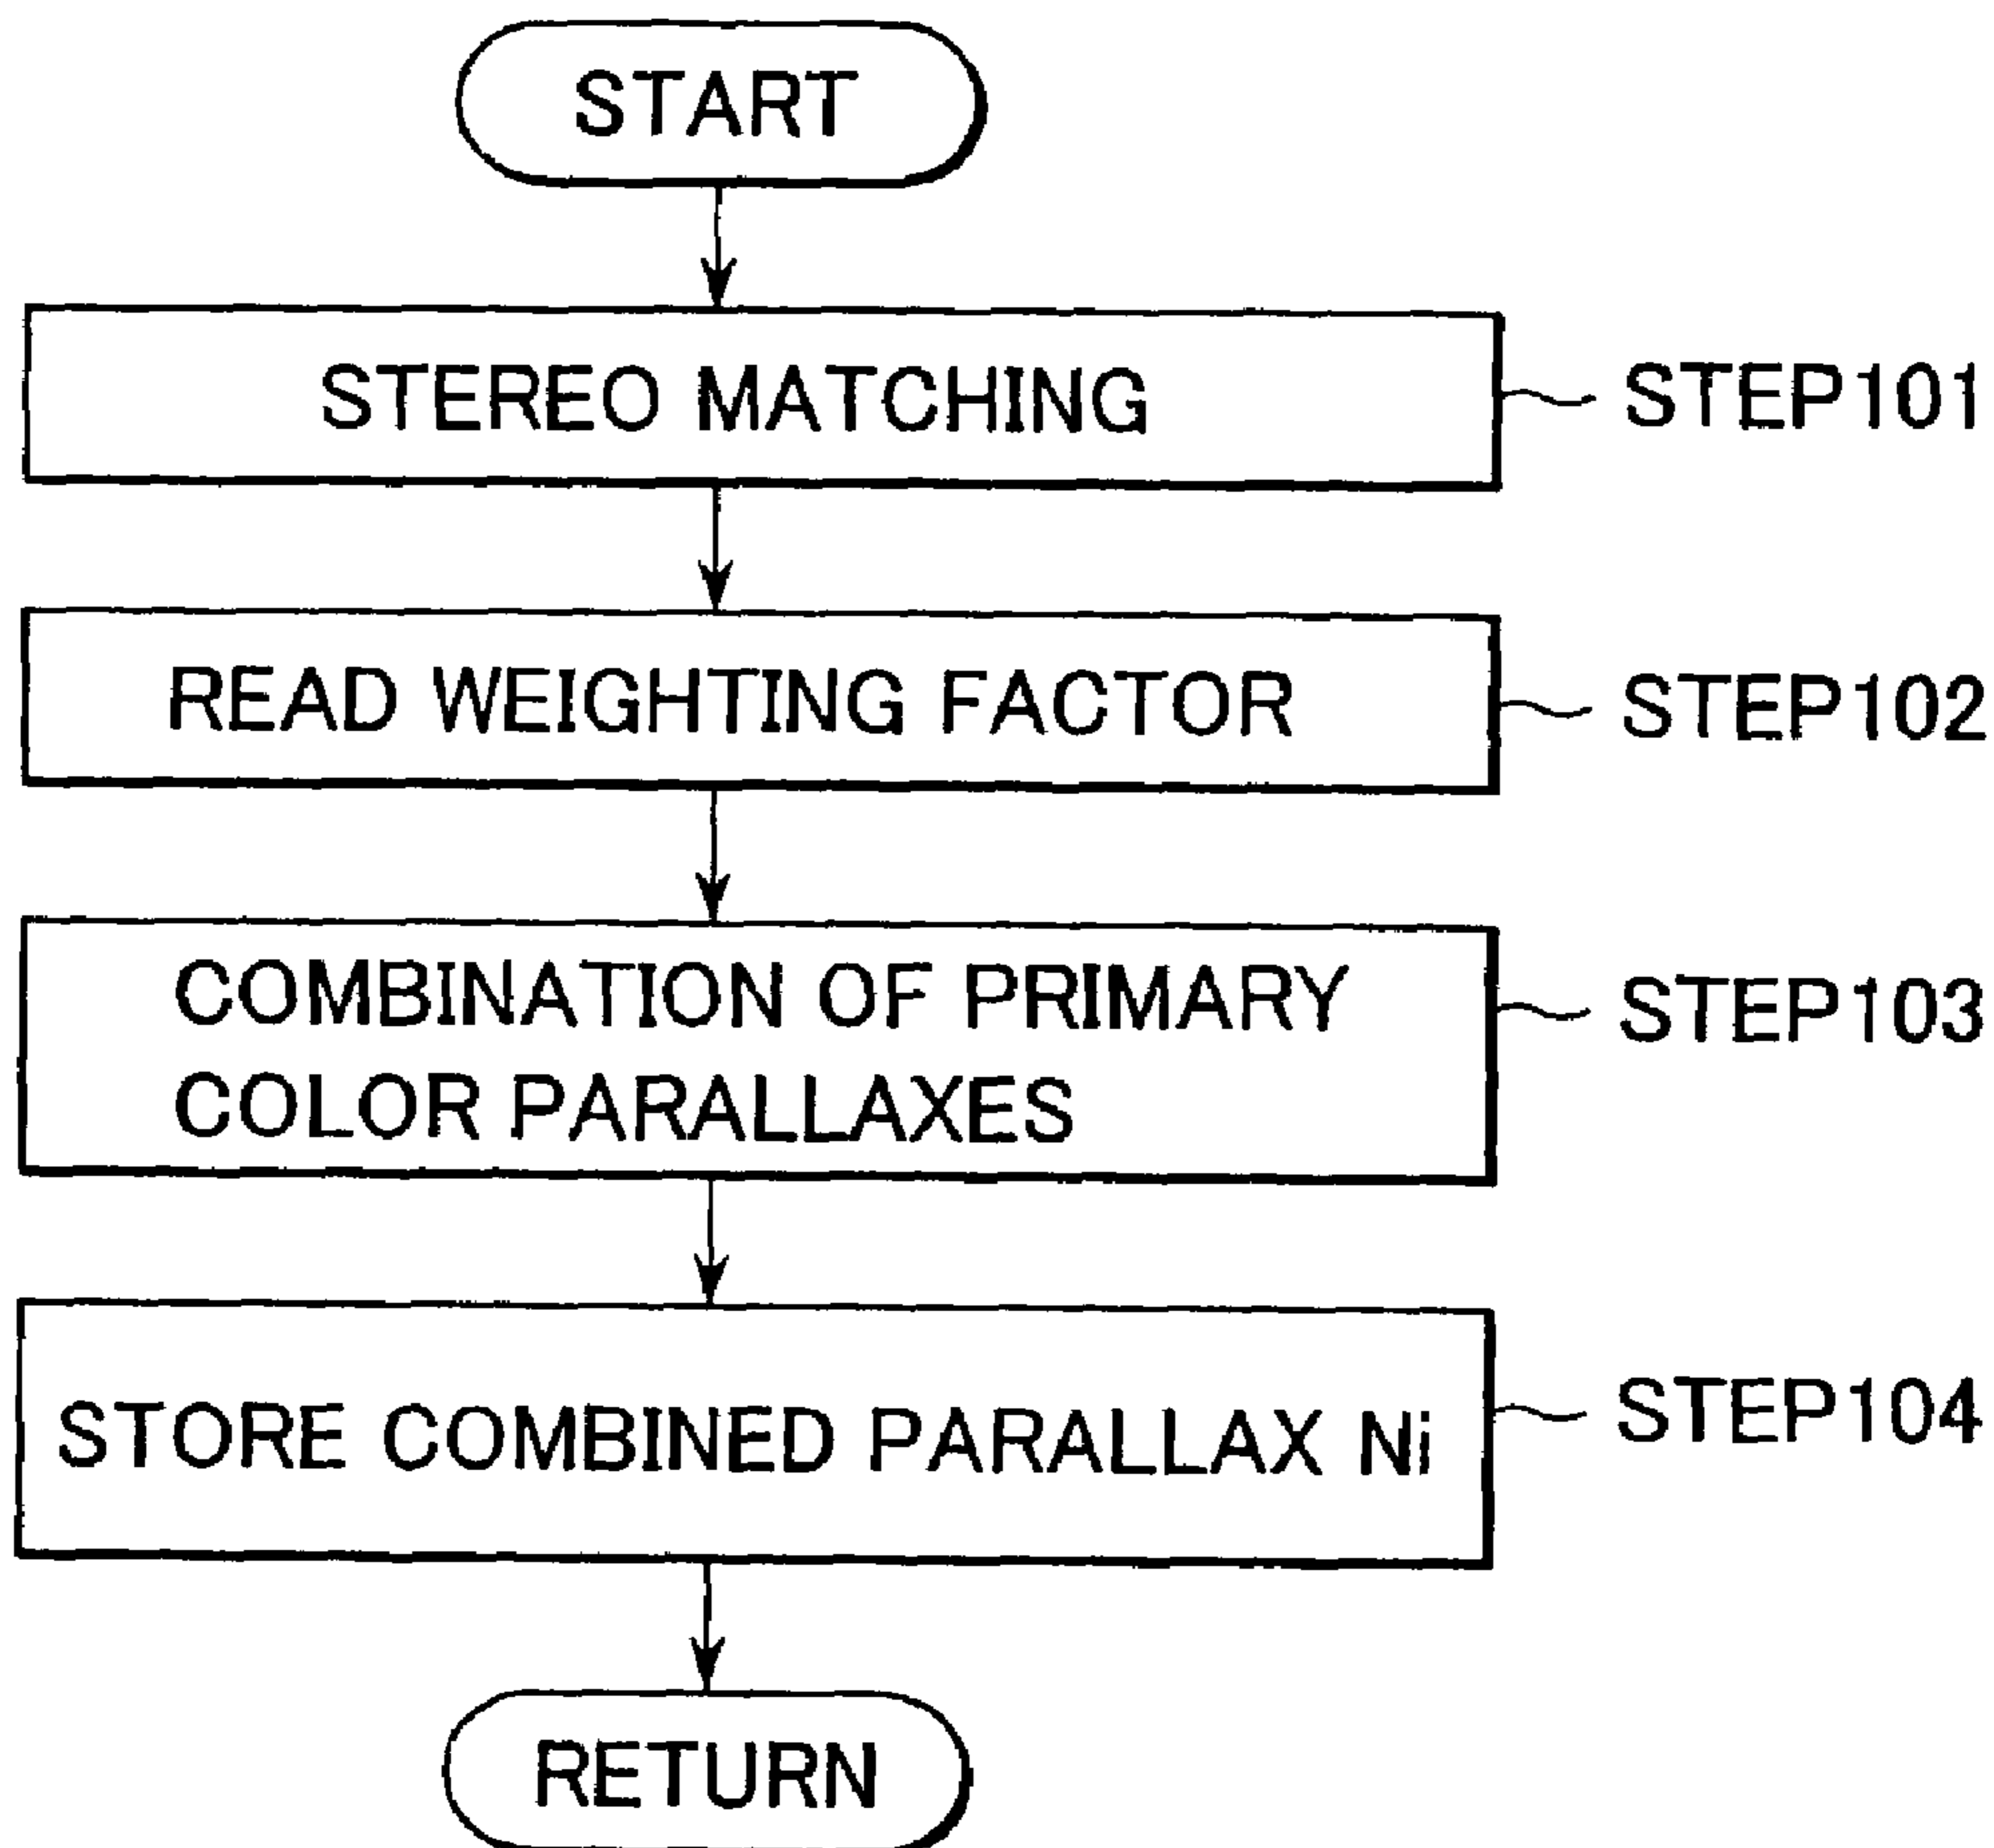 START
STEREO MATCHING
STEP101
READ WEIGHTING FACTOR
STEP102
COMBINATION OF PRIMARY
COLOR PARALLAXES
STEP103
STORE COMBINED PARALLAX Ni
STEP104
RETURN